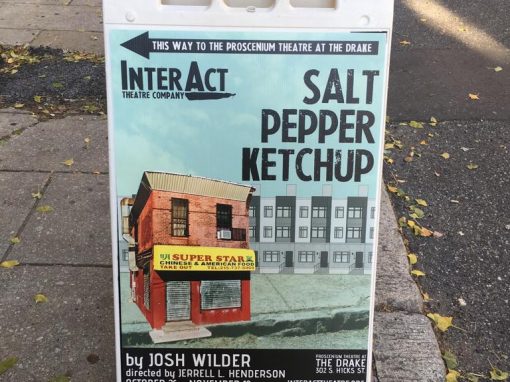 THIS WAY TO THE PROSCENIUM THEATRE AT THE DRAKE
INTERACT
THEATRE COMPANY
SALT
PEPPER
KETCHUP
SUPER STAR
CHINESE & AMERICAN FOOD
TAKE OUT
by JOSH WILDER
directed by JERRELL L. HENDERSON
PROSCENIUM THEATRE AT
THE DRAKE
302 S. HICKS ST.